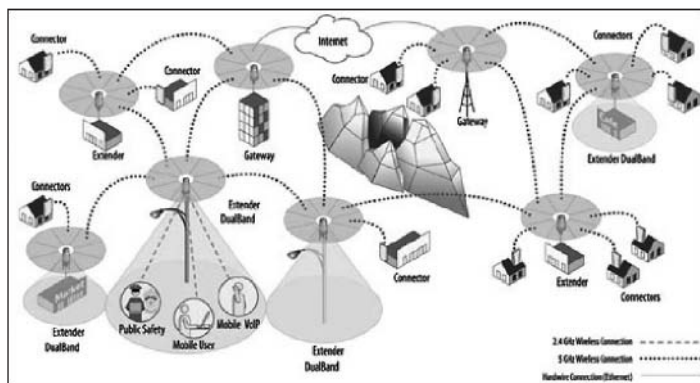 Connector
Internet
Connectors
Connector
Connector
Extender
Gateway
Gateway
Cafe
Extender DualBand
Connectors
Extender
DualBand
Market
Extender
DualBand
Public Safety
Mobile User
Mobile VoIP
Connector
Extender
DualBand
Extender
Connectors
2.4 GHz Wireless Connection
5 GHz Wireless Connection
Hardwire Connection (Ethernet)